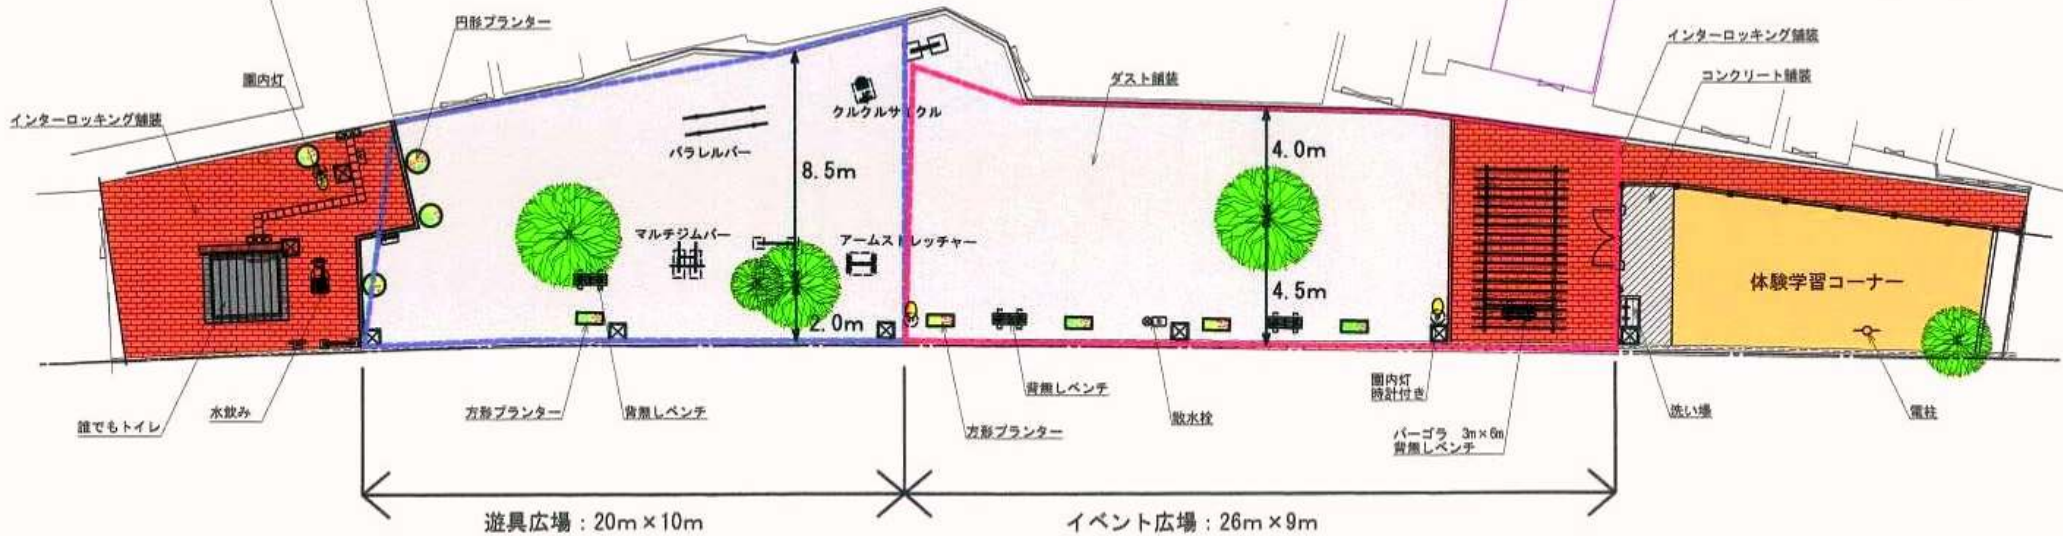 円形プランター
園内灯
インターロッキング舗装
パラレルバー
クルクルサイクル
8.5m
マルチジムバー
アームストレッチャー
2.0m
ダスト舗装
4.0m
4.5m
インターロッキング舗装
コンクリート舗装
体験学習コーナー
誰でもトイレ
水飲み
方形プランター
背無しベンチ
方形プランター
背無しベンチ
散水栓
園内灯
時計付き
パーゴラ 3m×6m
背無しベンチ
洗い場
電柱
遊具広場：20m×10m
イベント広場：26m×9m